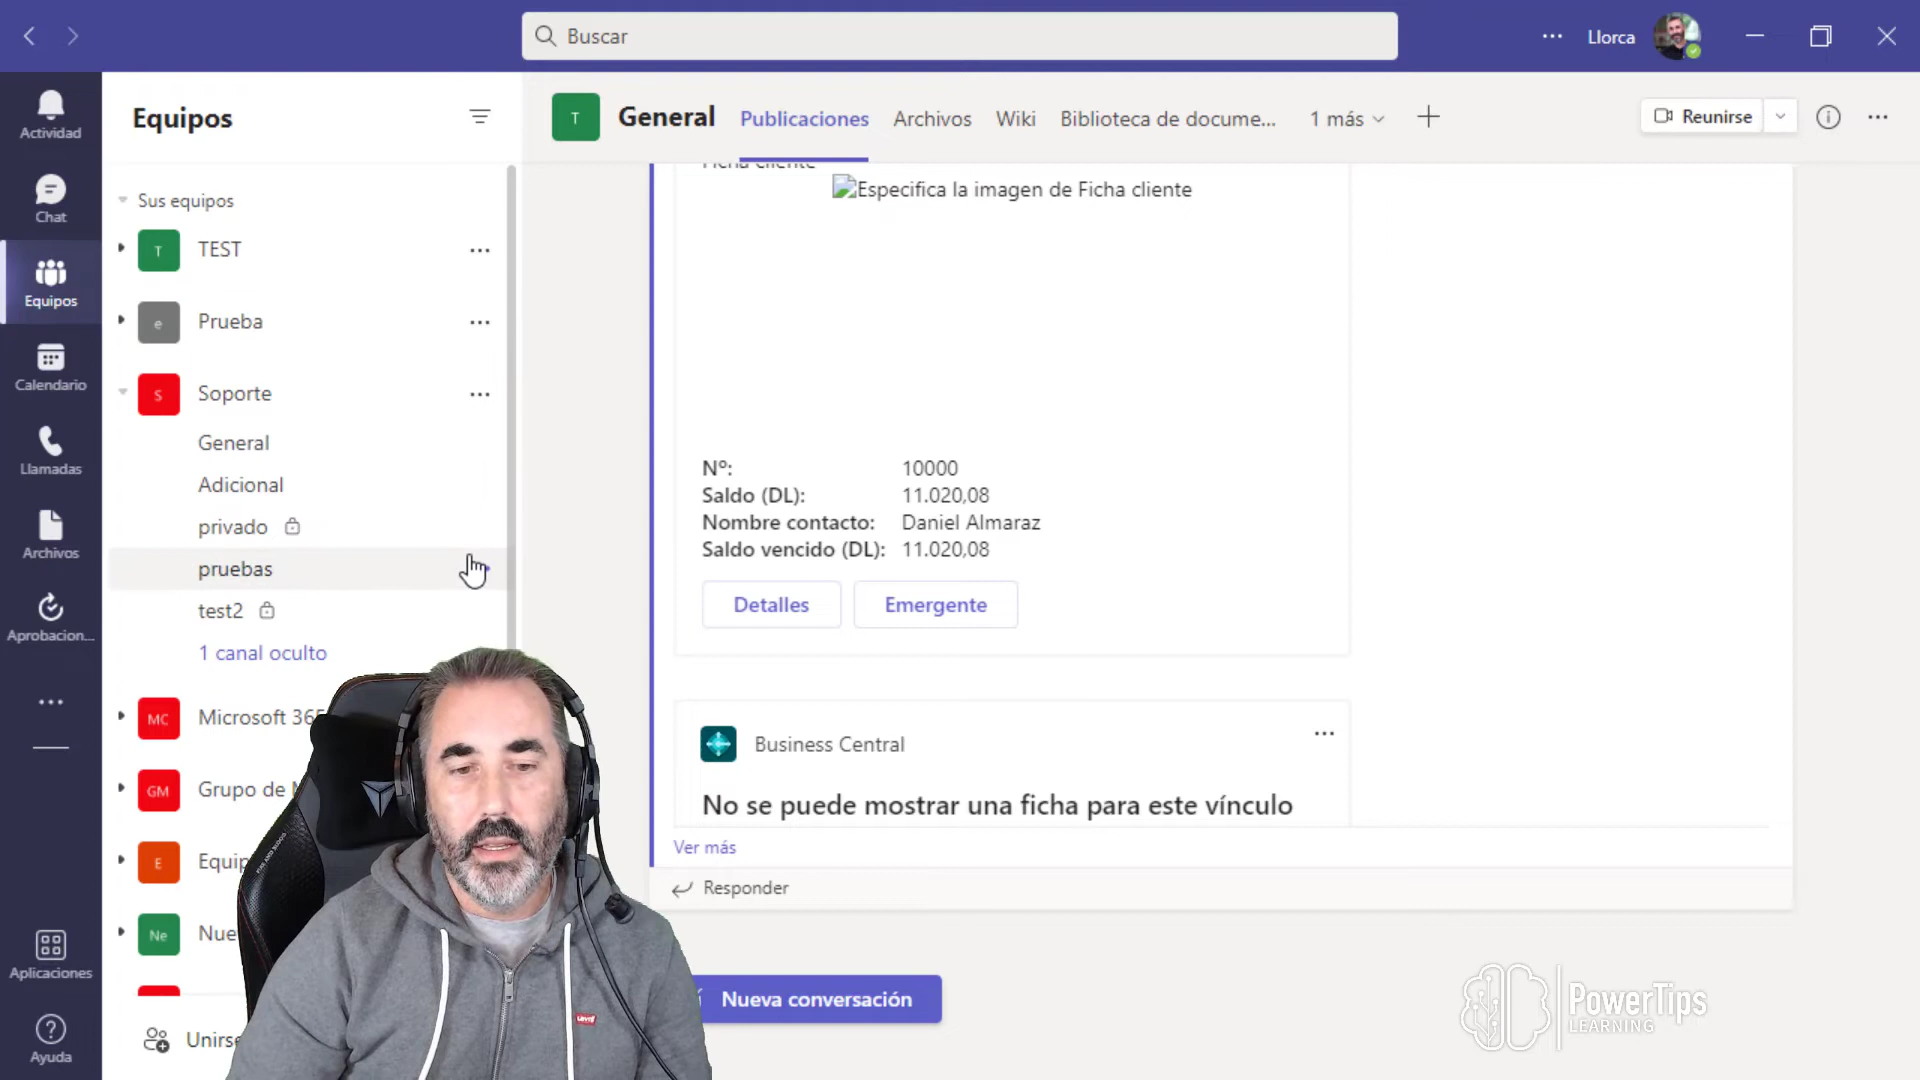 Buscar
Llorca
Actividad
Chat
Equipos
Calendario
Llamadas
Archivos
Aprobacion...
Aplicaciones
Ayuda
Equipos
Sus equipos
T
TEST
e
Prueba
S
Soporte
General
Adicional
privado
pruebas
test2
1 canal oculto
MC
Microsoft 365
GM
Grupo de
E
Ne
T
General
Publicaciones
Archivos
Wiki
Biblioteca de docume...
1 más
Reunirse
Ficha cliente
Especifica la imagen de Ficha cliente
Nº: 10000
Saldo (DL): 11.020,08
Nombre contacto: Daniel Almaraz
Saldo vencido (DL): 11.020,08
Detalles
Emergente
Business Central
No se puede mostrar una ficha para este vínculo
Ver más
Responder
Nueva conversación
Levi's
PowerTips
LEARNING